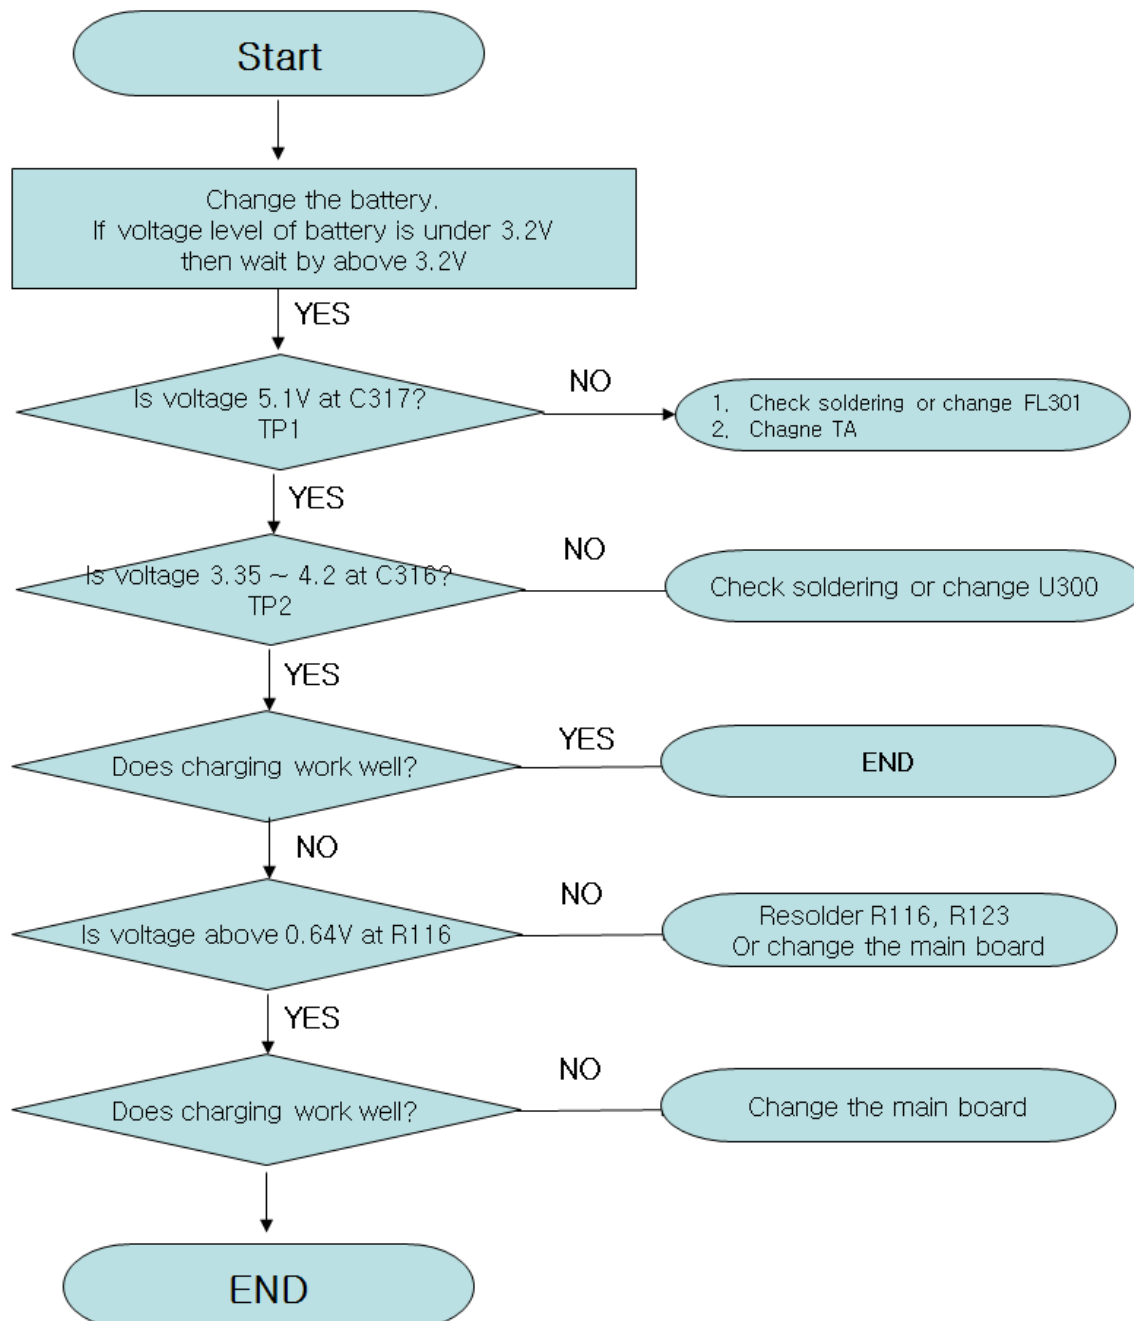 Start
Change the battery.
If voltage level of battery is under 3.2V
then wait by above 3.2V
YES
Is voltage 5.1V at C317?
TP1
NO
1. Check soldering or change FL301
2. Chagne TA
YES
Is voltage 3.35 ~ 4.2 at C316?
TP2
NO
Check soldering or change U300
YES
Does charging work well?
YES
END
NO
Is voltage above 0.64V at R116
NO
Resolder R116, R123
Or change the main board
YES
Does charging work well?
NO
Change the main board
END